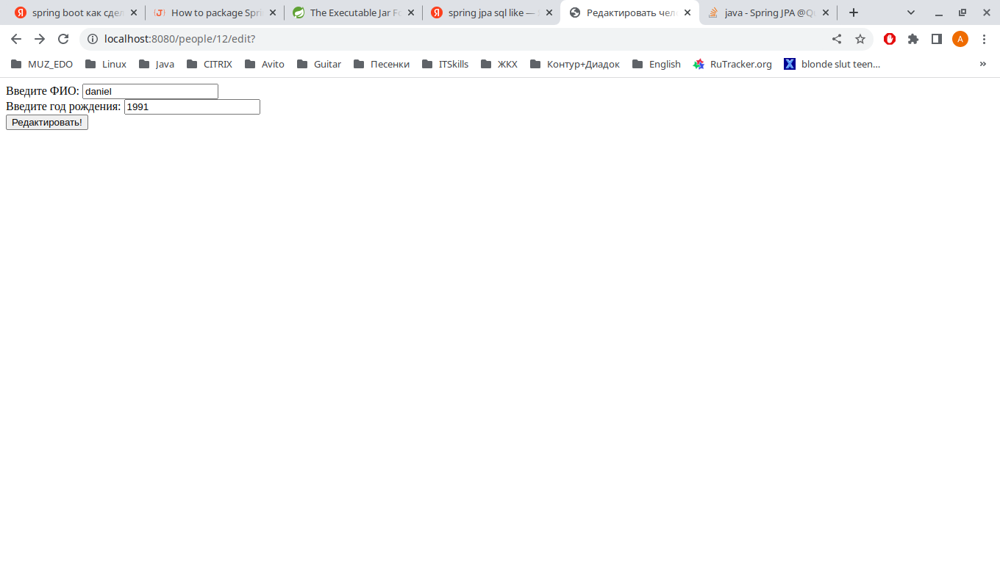 spring boot как сдел
How to package Spri
The Executable Jar Fo
spring jpa sql like — Я
Редактировать чел
java - Spring JPA @Qu
localhost:8080/people/12/edit?
A
MUZ_EDO Linux Java CITRIX Avito Guitar Песенки ITSkills ЖКХ Контур+Диадок English RuTracker.org blonde slut teen... »
Введите ФИО: daniel
Введите год рождения: 1991
Редактировать!